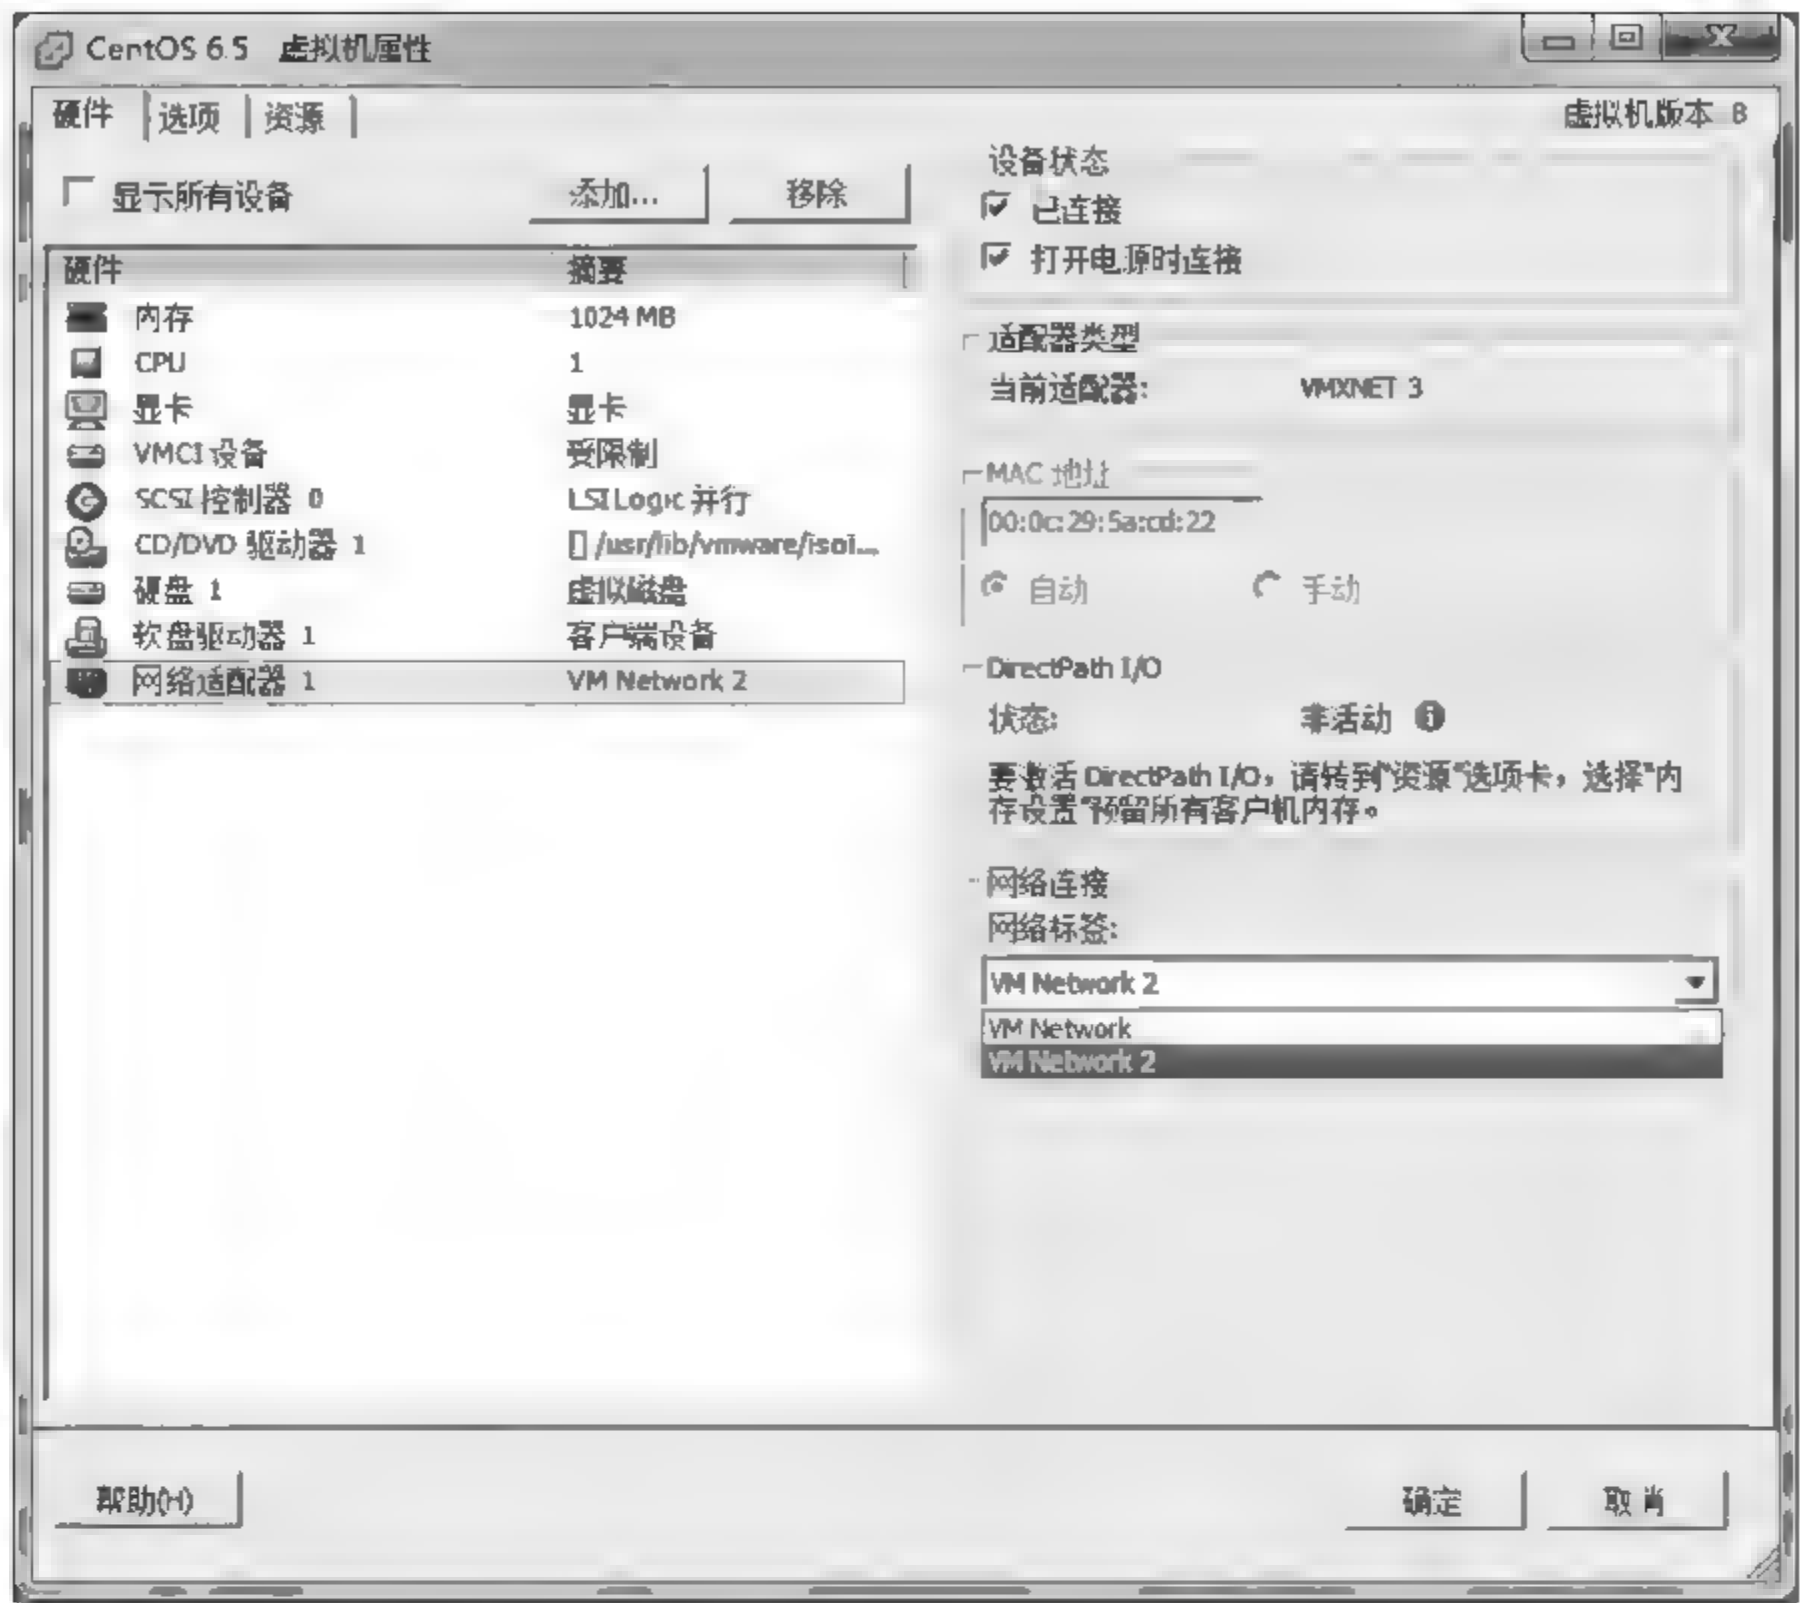 CentOS 6.5 虚拟机属性
硬件 选项 资源
虚拟机版本 8
显示所有设备 添加... 移除
硬件 摘要
内存 1024 MB
CPU 1
显卡 显卡
VMCI 设备 受限制
SCSI 控制器 0 LSI Logic 并行
CD/DVD 驱动器 1 [] /usr/lib/vmware/isoi...
硬盘 1 虚拟磁盘
软盘驱动器 1 客户端设备
网络适配器 1 VM Network 2
设备状态
已连接
打开电源时连接
适配器类型
当前适配器: VMXNET 3
MAC 地址
00:0c:29:5a:cd:22
自动 手动
DirectPath I/O
状态: 非活动
要激活 DirectPath I/O，请转到"资源"选项卡，选择"内
存设置"预留所有客户机内存。
网络连接
网络标签:
VM Network 2
VM Network
VM Network 2
帮助(H) 确定 取消